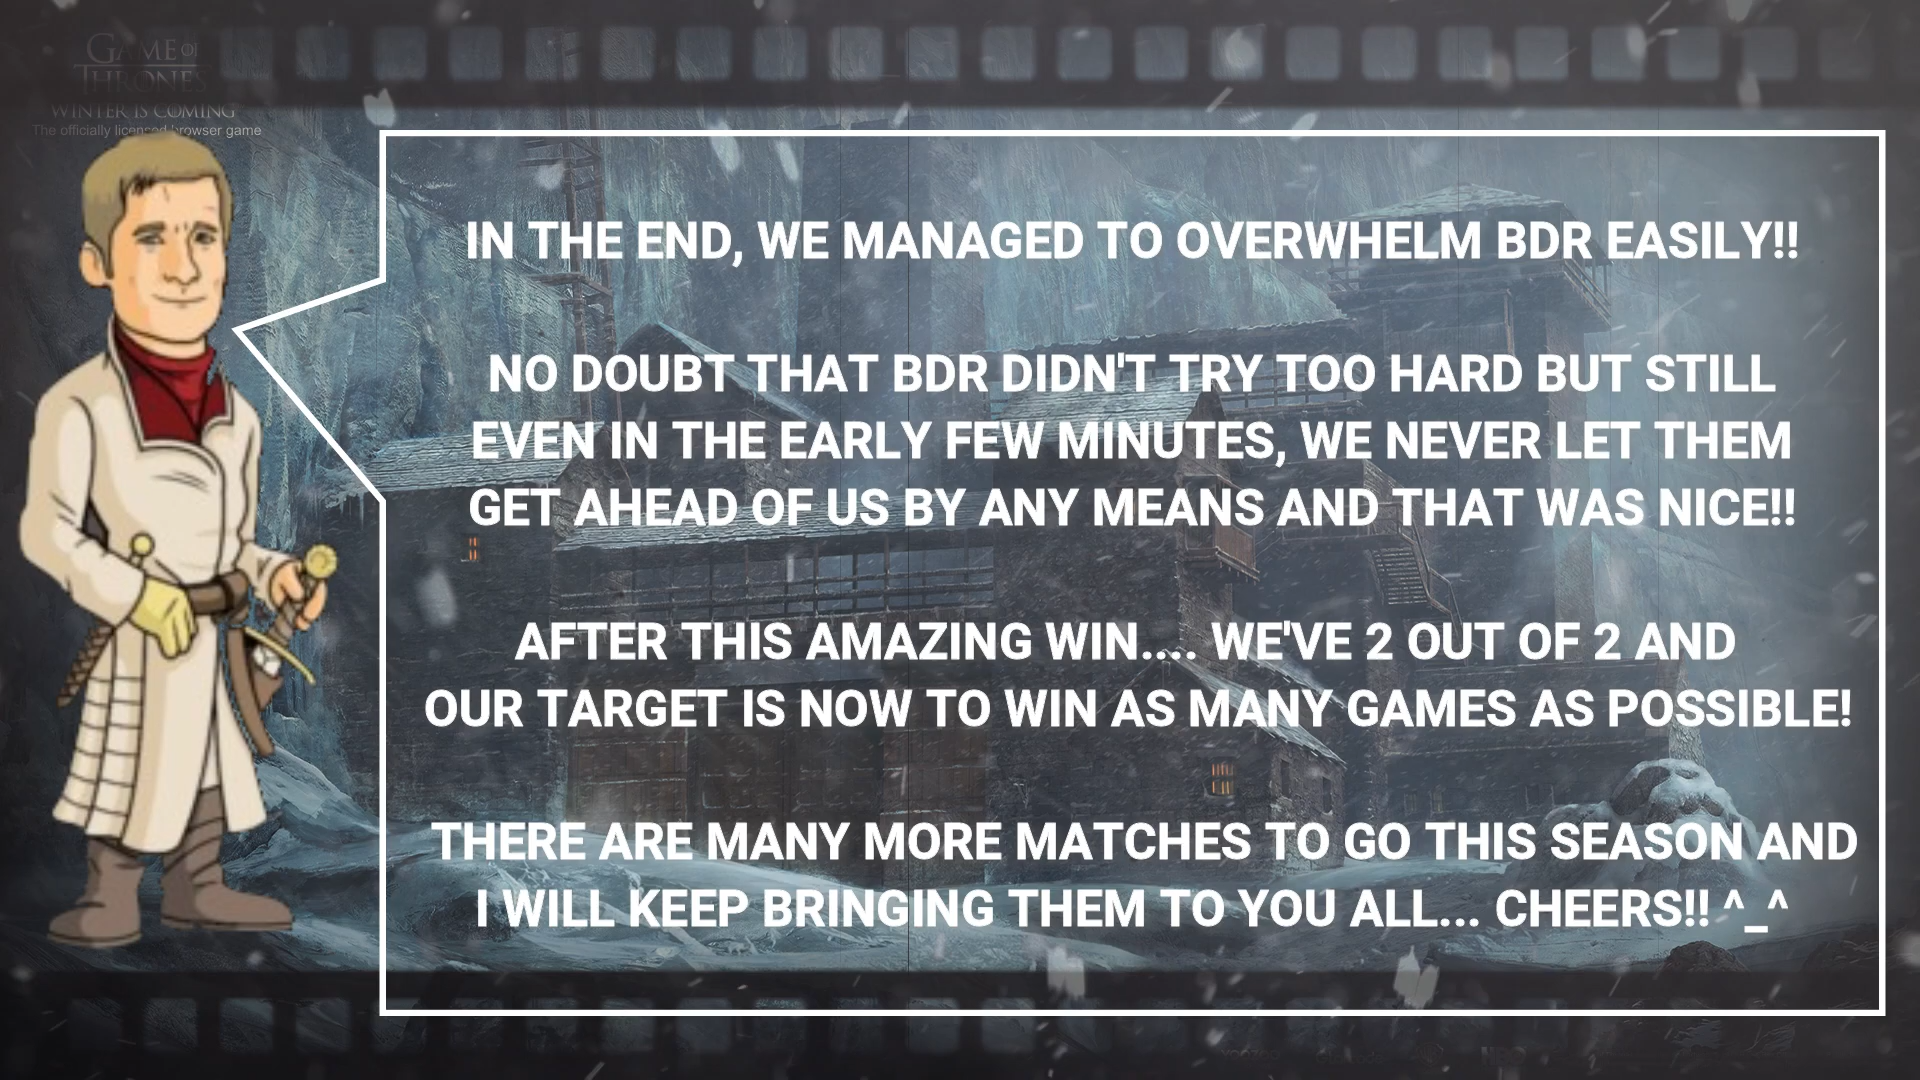 GAME OF
THRONES
WINTER IS COMING
The officially licensed browser game
IN THE END, WE MANAGED TO OVERWHELM BDR EASILY!!
NO DOUBT THAT BDR DIDN'T TRY TOO HARD BUT STILL
EVEN IN THE EARLY FEW MINUTES, WE NEVER LET THEM
GET AHEAD OF US BY ANY MEANS AND THAT WAS NICE!!
AFTER THIS AMAZING WIN.... WE'VE 2 OUT OF 2 AND
OUR TARGET IS NOW TO WIN AS MANY GAMES AS POSSIBLE!
THERE ARE MANY MORE MATCHES TO GO THIS SEASON AND
I WILL KEEP BRINGING THEM TO YOU ALL... CHEERS!! ^_^